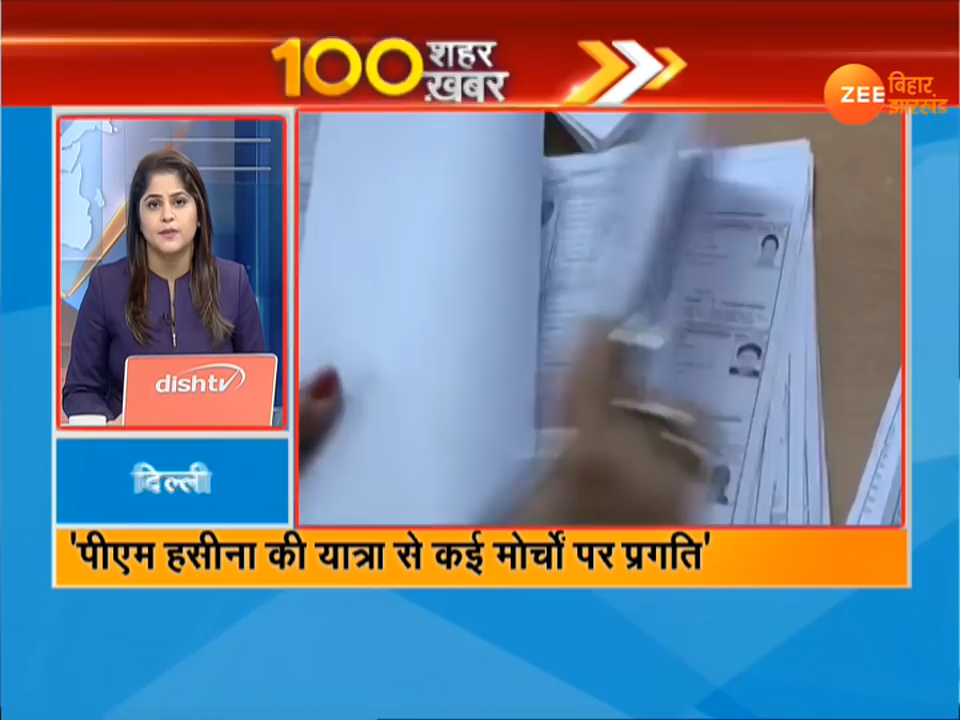 100 शहर
ख़बर
ZEE बिहार
झारखंड
dishtv
दिल्ली
'पीएम हसीना की यात्रा से कई मोर्चों पर प्रगति'